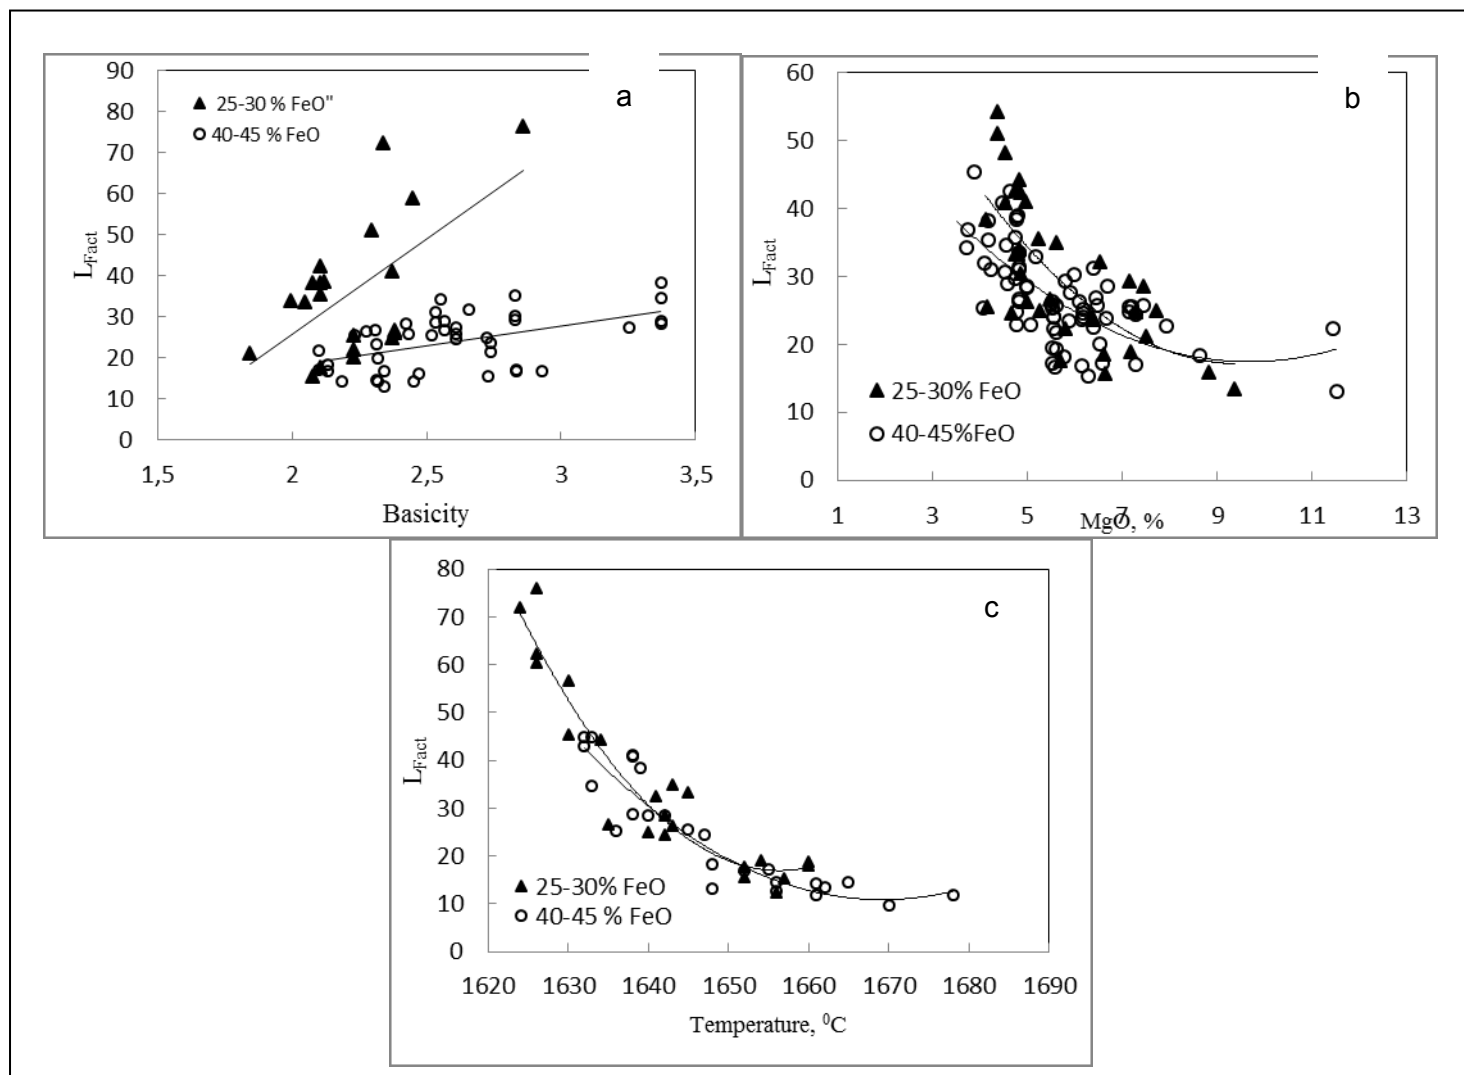 a
90
80
70
60
50
40
30
20
10
0
L_Fact
25-30 % FeO"
40-45 % FeO
1,5 2 2,5 3 3,5
Basicity
b
60
50
40
30
20
10
0
L_Fact
25-30% FeO
40-45%FeO
1 3 5 7 9 11 13
MgO, %
c
80
70
60
50
40
30
20
10
0
L_Fact
25-30% FeO
40-45 % FeO
1620 1630 1640 1650 1660 1670 1680 1690
Temperature, ⁰C